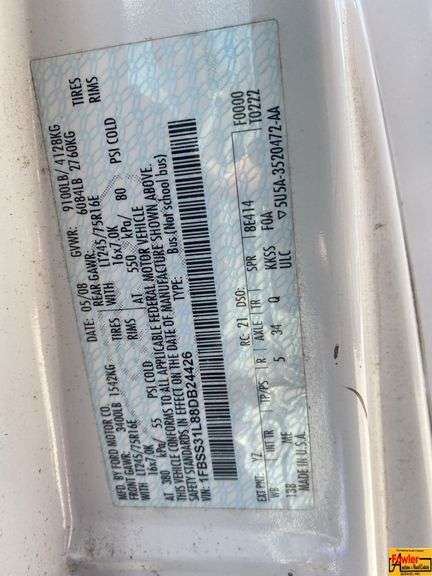 MFD. BY FORD MOTOR CO.
DATE: 05/08 GVWR: 9100LB/ 4128KG
FRONT GAWR: 3400LB 1542KG REAR GAWR: 6084LB 2760KG
WITH LT245/75R16E TIRES WITH LT245/75R16E TIRES
16x7.0K RIMS 16x7.0K RIMS
AT 380 kPa/ 55 PSI COLD AT 550 kPa/ 80 PSI COLD
THIS VEHICLE CONFORMS TO ALL APPLICABLE FEDERAL MOTOR VEHICLE
SAFETY STANDARDS IN EFFECT ON THE DATE OF MANUFACTURE SHOWN ABOVE.
VIN: 1FBSS31L88DB24426
TYPE: Bus.(Not school bus)
F0000
T0222
EXT PNT: YZ RC: 21 DSO: 8E414
WB INT TR TP/PS R AXLE TR SPR
138 ME 5 34 Q KKSS FOA
ULC
MADE IN U.S.A. ▽5U5A-3520472-AA
Fowler